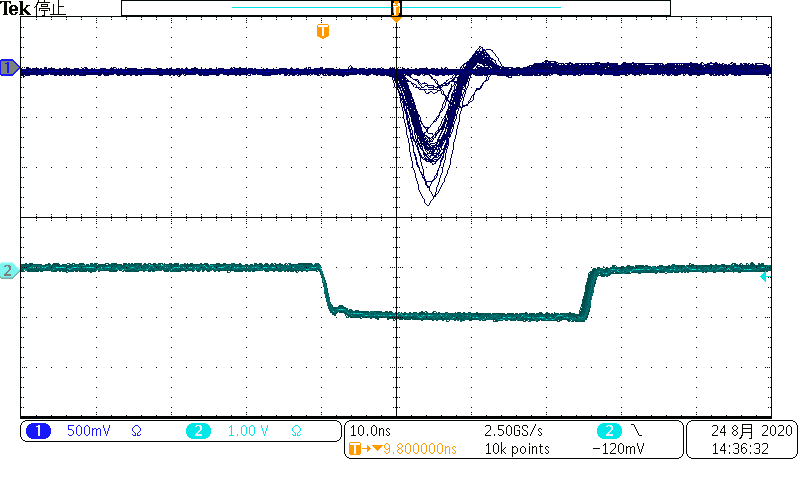 Tek 停止
T
1
2
1 500mV Ω 2 1.00 V Ω
10.0ns 2.50GS/s 2
T→▼9.800000ns 10k points −120mV
24 8月 2020
14:36:32